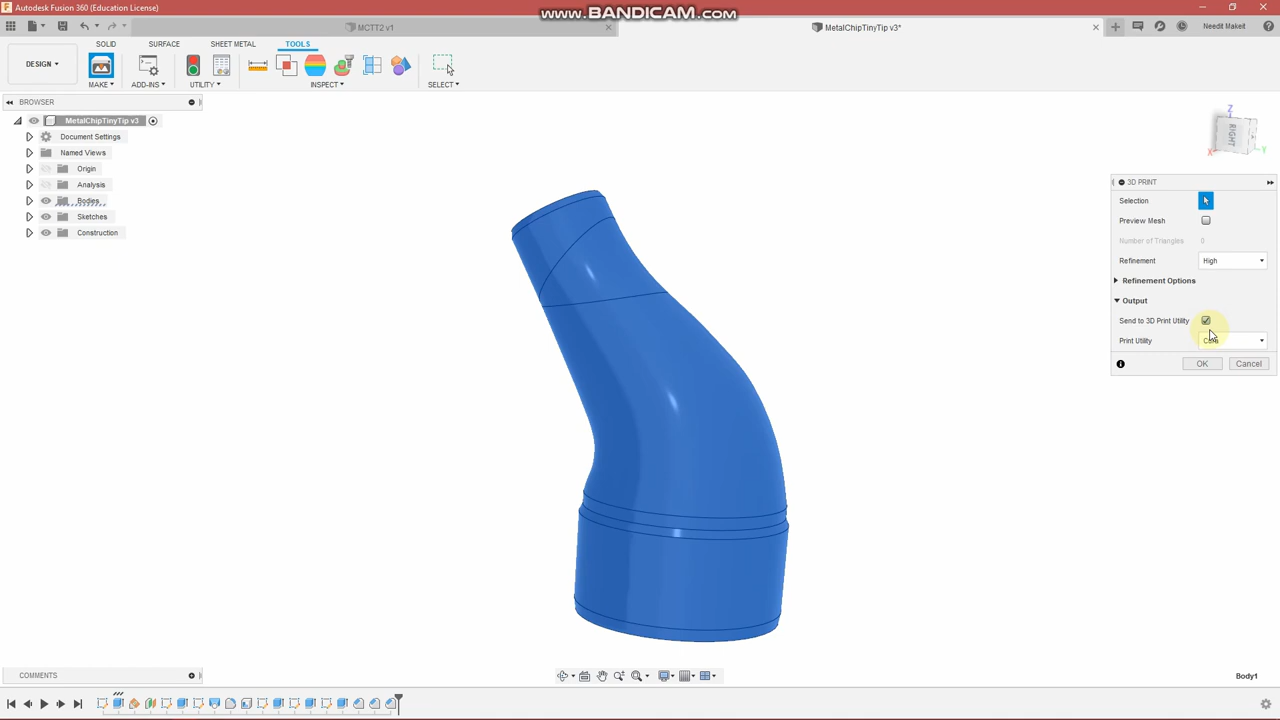 Autodesk Fusion 360 (Education License)
www.BANDICAM.com
MCTT2 v1
MetalChipTinyTip v3*
Needit Makeit
DESIGN
SOLID SURFACE SHEET METAL TOOLS
MAKE ADD-INS UTILITY INSPECT SELECT
BROWSER
MetalChipTinyTip v3
Document Settings
Named Views
Origin
Analysis
Bodies
Sketches
Construction
Z
RIGHT
X
Y
3D PRINT
Selection
Preview Mesh
Number of Triangles 0
Refinement High
Refinement Options
Output
Send to 3D Print Utility
Print Utility
OK Cancel
COMMENTS
Body1